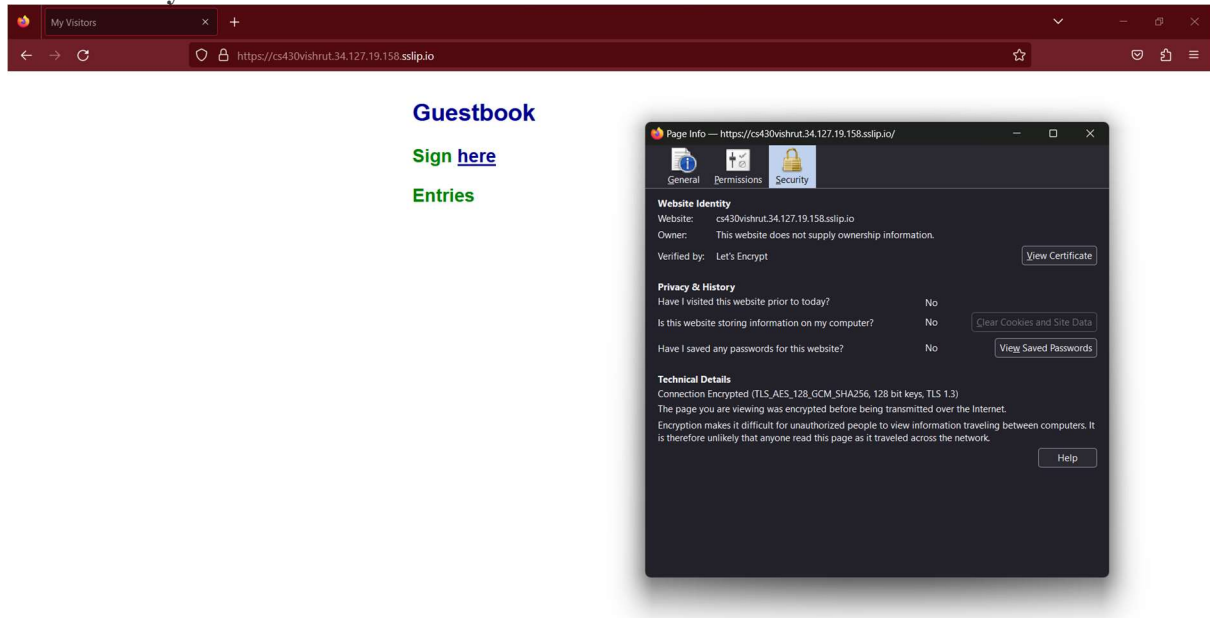 My Visitors
https://cs430vishrut.34.127.19.158.sslip.io
Guestbook
Sign here
Entries
Page Info — https://cs430vishrut.34.127.19.158.sslip.io/
General Permissions Security
Website Identity
Website: cs430vishrut.34.127.19.158.sslip.io
Owner: This website does not supply ownership information.
Verified by: Let's Encrypt View Certificate
Privacy & History
Have I visited this website prior to today? No
Is this website storing information on my computer? No Clear Cookies and Site Data
Have I saved any passwords for this website? No View Saved Passwords
Technical Details
Connection Encrypted (TLS_AES_128_GCM_SHA256, 128 bit keys, TLS 1.3)
The page you are viewing was encrypted before being transmitted over the Internet.
Encryption makes it difficult for unauthorized people to view information traveling between computers. It
is therefore unlikely that anyone read this page as it traveled across the network.
Help